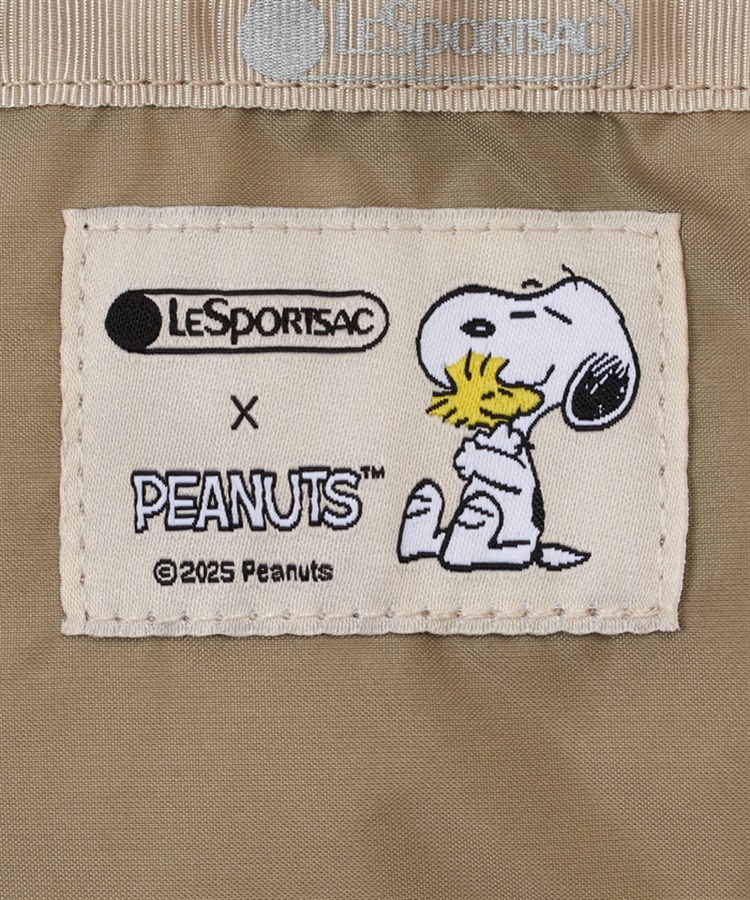 LeSportsac
LeSportsac
X
PEANUTS™
©2025 Peanuts